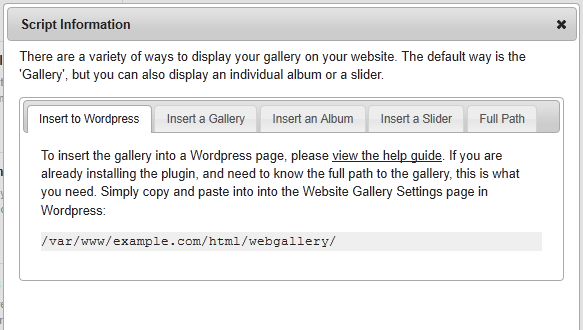 Script Information
There are a variety of ways to display your gallery on your website. The default way is the
'Gallery', but you can also display an individual album or a slider.
Insert to Wordpress Insert a Gallery Insert an Album Insert a Slider Full Path
To insert the gallery into a Wordpress page, please view the help guide. If you are
already installing the plugin, and need to know the full path to the gallery, this is what
you need. Simply copy and paste into into the Website Gallery Settings page in
Wordpress:
/var/www/example.com/html/webgallery/